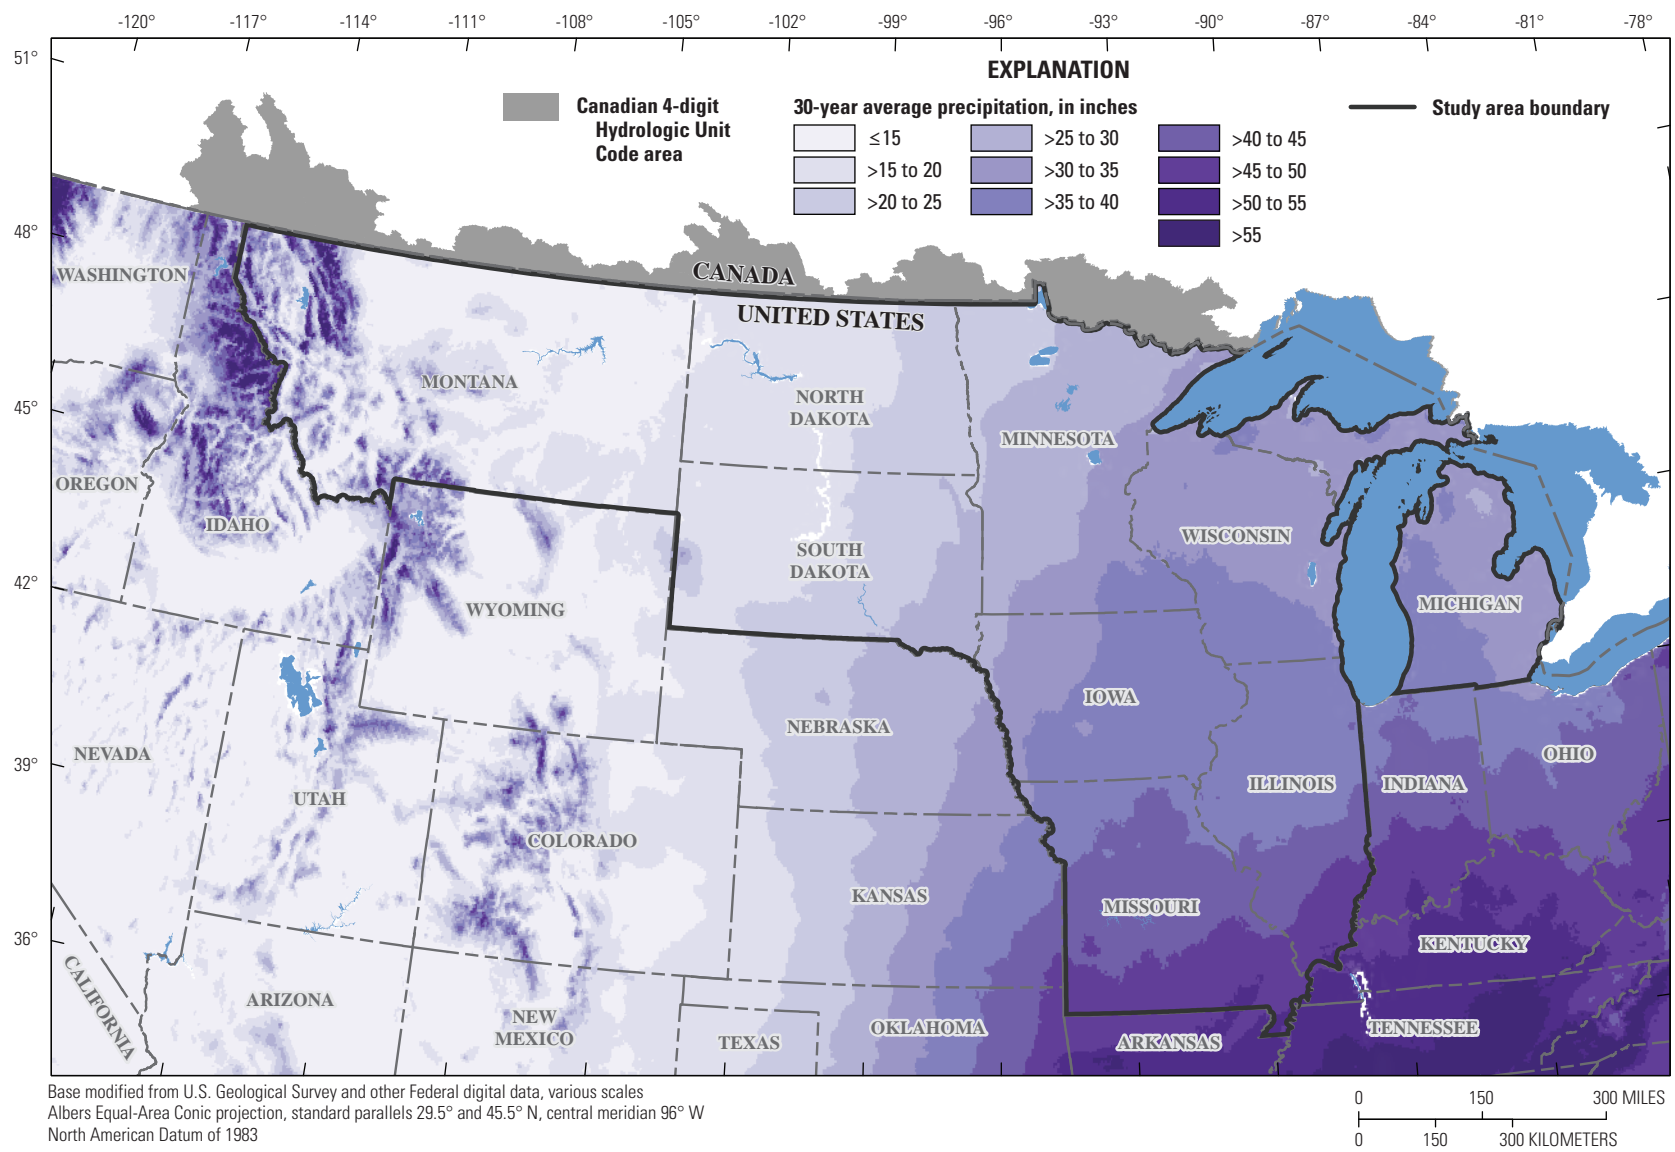 -120° -117° -114° -111° -108° -105° -102° -99° -96° -93° -90° -87° -84° -81° -78°
51°
48°
45°
42°
39°
36°
EXPLANATION
Canadian 4-digit
Hydrologic Unit
Code area
30-year average precipitation, in inches
≤15
>15 to 20
>20 to 25
>25 to 30
>30 to 35
>35 to 40
>40 to 45
>45 to 50
>50 to 55
>55
Study area boundary
CANADA
UNITED STATES
WASHINGTON
MONTANA
NORTH
DAKOTA
MINNESOTA
OREGON
IDAHO
WYOMING
SOUTH
DAKOTA
WISCONSIN
MICHIGAN
NEVADA
UTAH
COLORADO
NEBRASKA
IOWA
ILLINOIS
INDIANA
OHIO
KANSAS
MISSOURI
KENTUCKY
CALIFORNIA
ARIZONA
NEW
MEXICO
TEXAS
OKLAHOMA
ARKANSAS
TENNESSEE
Base modified from U.S. Geological Survey and other Federal digital data, various scales
Albers Equal-Area Conic projection, standard parallels 29.5° and 45.5° N, central meridian 96° W
North American Datum of 1983
0 150 300 MILES
0 150 300 KILOMETERS